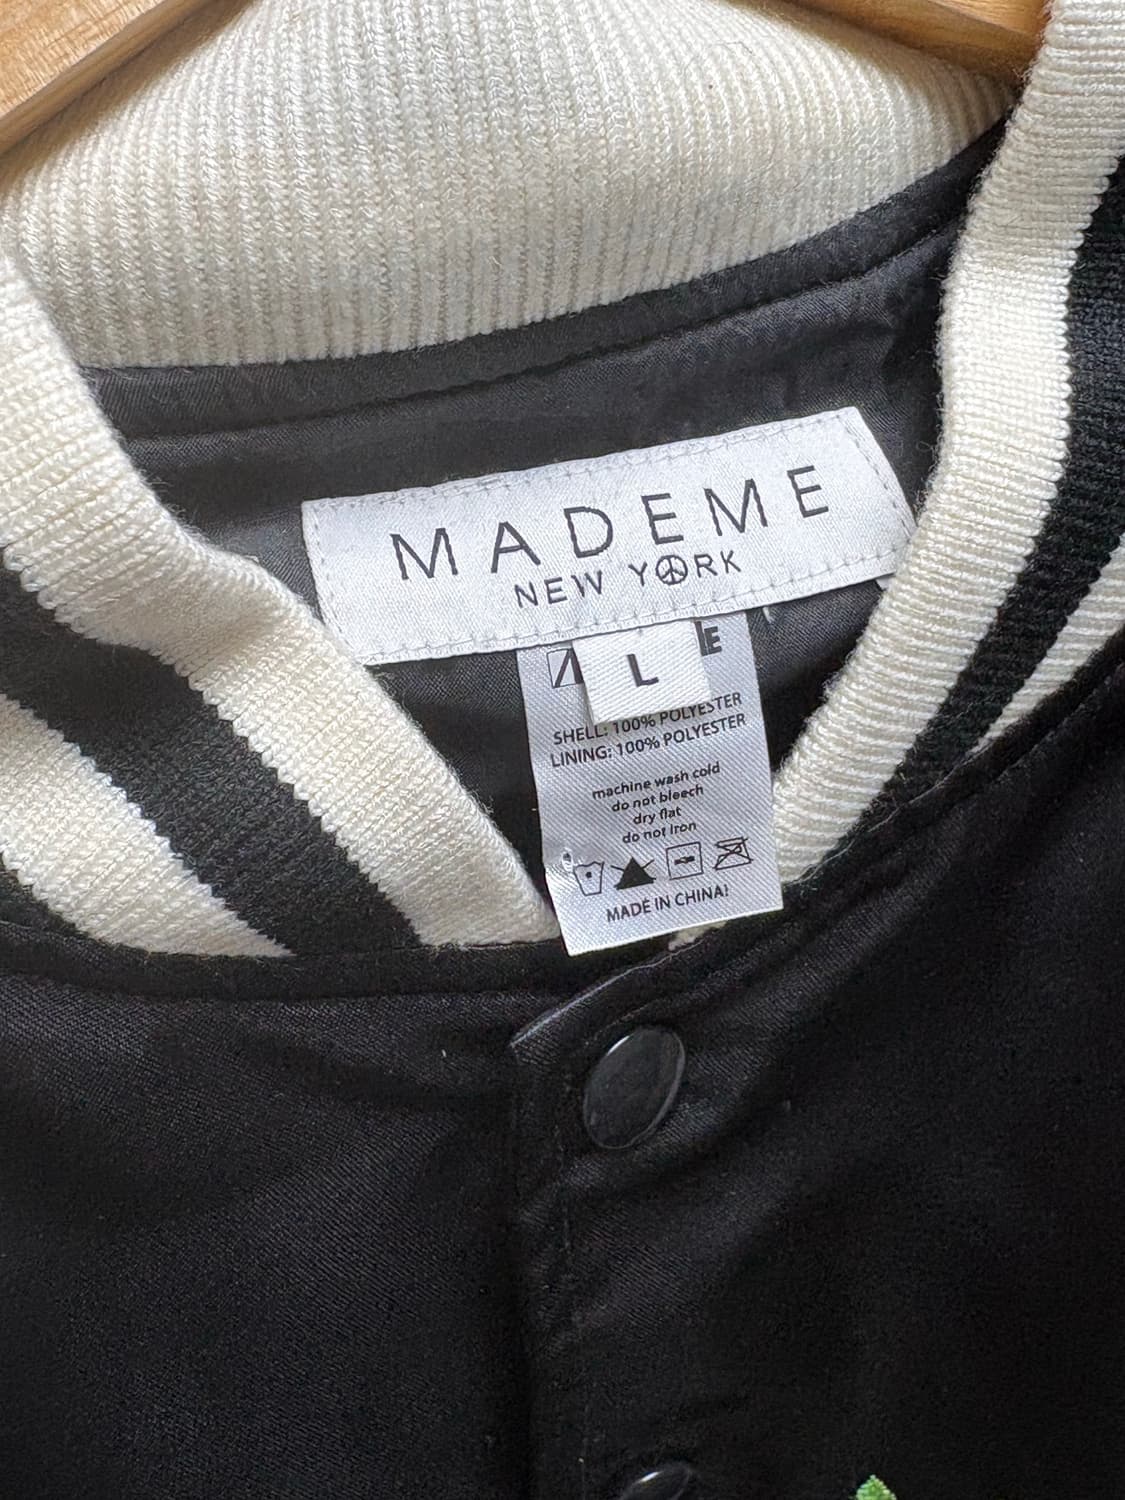 MADEME
NEW YORK
L
SHELL: 100% POLYESTER
LINING: 100% POLYESTER
machine wash cold
do not bleech
dry flat
do not Iron
MADE IN CHINA!